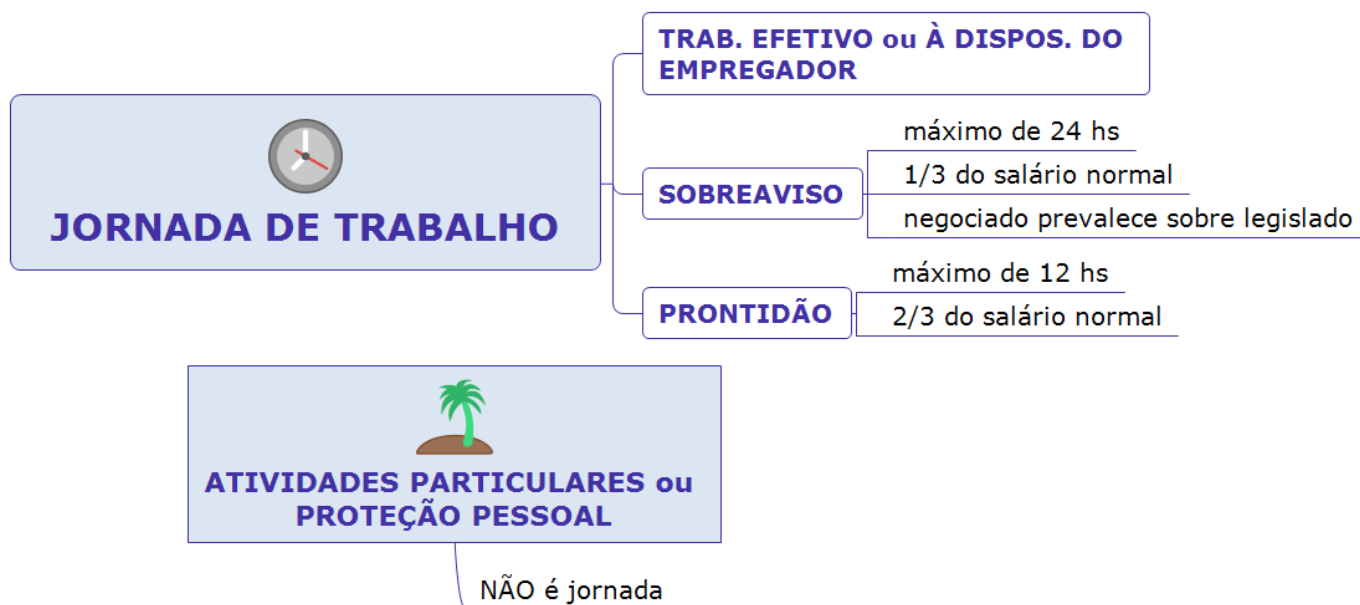 TRAB. EFETIVO ou À DISPOS. DO
EMPREGADOR
JORNADA DE TRABALHO
SOBREAVISO
máximo de 24 hs
1/3 do salário normal
negociado prevalece sobre legislado
PRONTIDÃO
máximo de 12 hs
2/3 do salário normal
ATIVIDADES PARTICULARES ou
PROTEÇÃO PESSOAL
NÃO é jornada